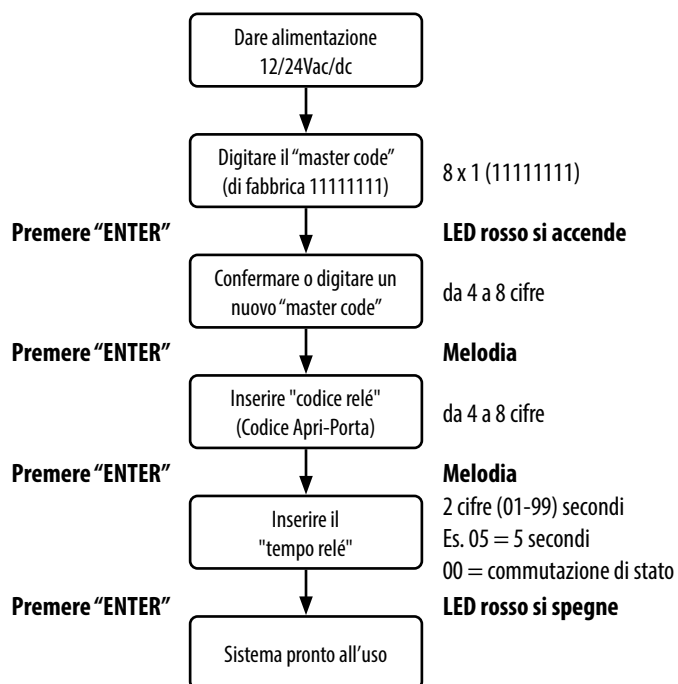 Dare alimentazione
12/24Vac/dc
Digitare il “master code”
(di fabbrica 11111111)
8 x 1 (11111111)
Premere “ENTER”
LED rosso si accende
Confermare o digitare un
nuovo “master code”
da 4 a 8 cifre
Premere “ENTER”
Melodia
Inserire "codice relé"
(Codice Apri-Porta)
da 4 a 8 cifre
Premere “ENTER”
Melodia
Inserire il
"tempo relé"
2 cifre (01-99) secondi
Es. 05 = 5 secondi
00 = commutazione di stato
Premere “ENTER”
LED rosso si spegne
Sistema pronto all’uso